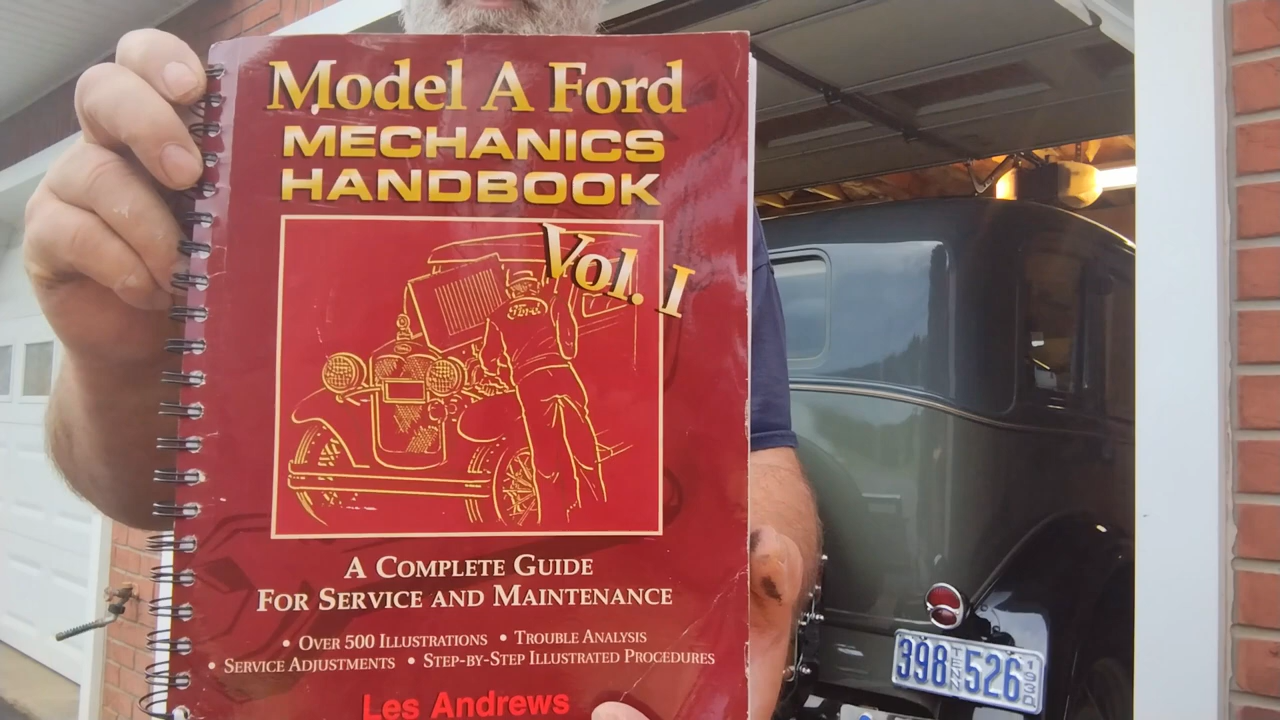 Model A Ford
MECHANICS
HANDBOOK
Vol. I
Ford
A COMPLETE GUIDE
FOR SERVICE AND MAINTENANCE
• OVER 500 ILLUSTRATIONS • TROUBLE ANALYSIS
• SERVICE ADJUSTMENTS • STEP-BY-STEP ILLUSTRATED PROCEDURES
Les Andrews
398 TENN 526 1930